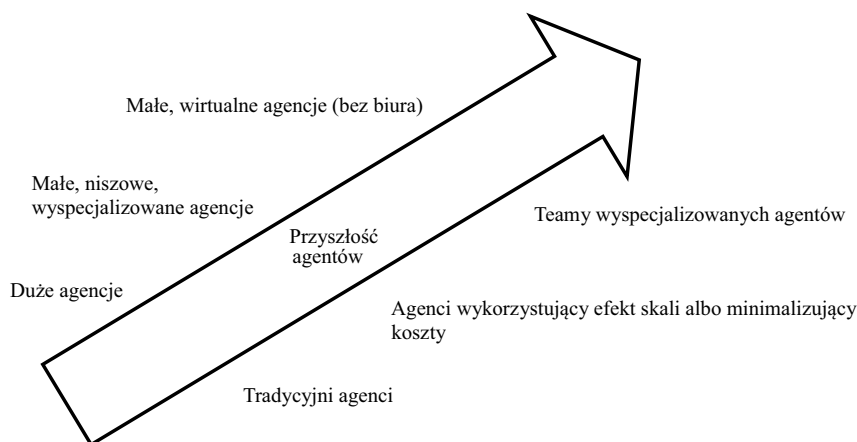 Małe, wirtualne agencje (bez biura)
Małe, niszowe,
wyspecjalizowane agencje
Teamy wyspecjalizowanych agentów
Przyszłość
agentów
Duże agencje
Agenci wykorzystujący efekt skali albo minimalizujący
koszty
Tradycyjni agenci